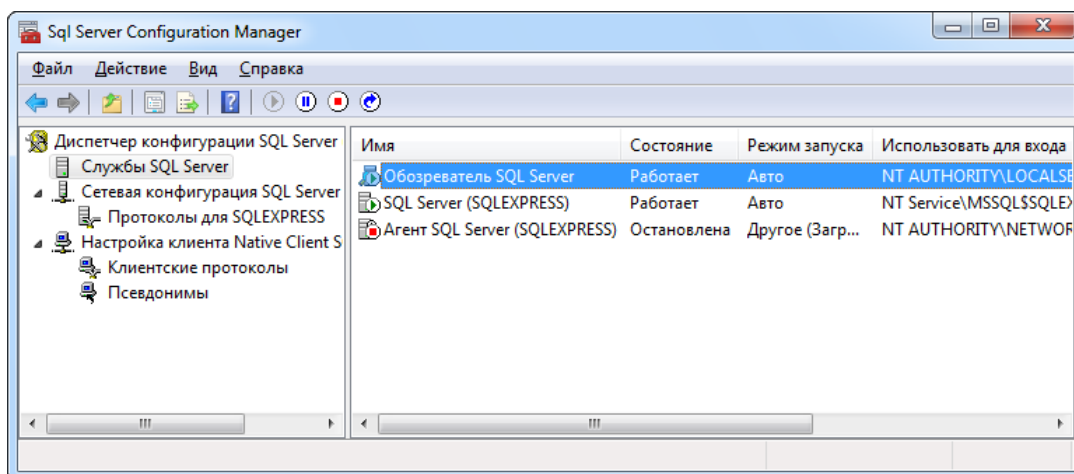 Sql Server Configuration Manager
Файл Действие Вид Справка
Диспетчер конфигурации SQL Server
Службы SQL Server
Сетевая конфигурация SQL Server
Протоколы для SQLEXPRESS
Настройка клиента Native Client S
Клиентские протоколы
Псевдонимы
Имя Состояние Режим запуска Использовать для входа
Обозреватель SQL Server Работает Авто NT AUTHORITY\LOCALSE
SQL Server (SQLEXPRESS) Работает Авто NT Service\MSSQL$SQLEX
Агент SQL Server (SQLEXPRESS) Остановлена Другое (Загр... NT AUTHORITY\NETWOR